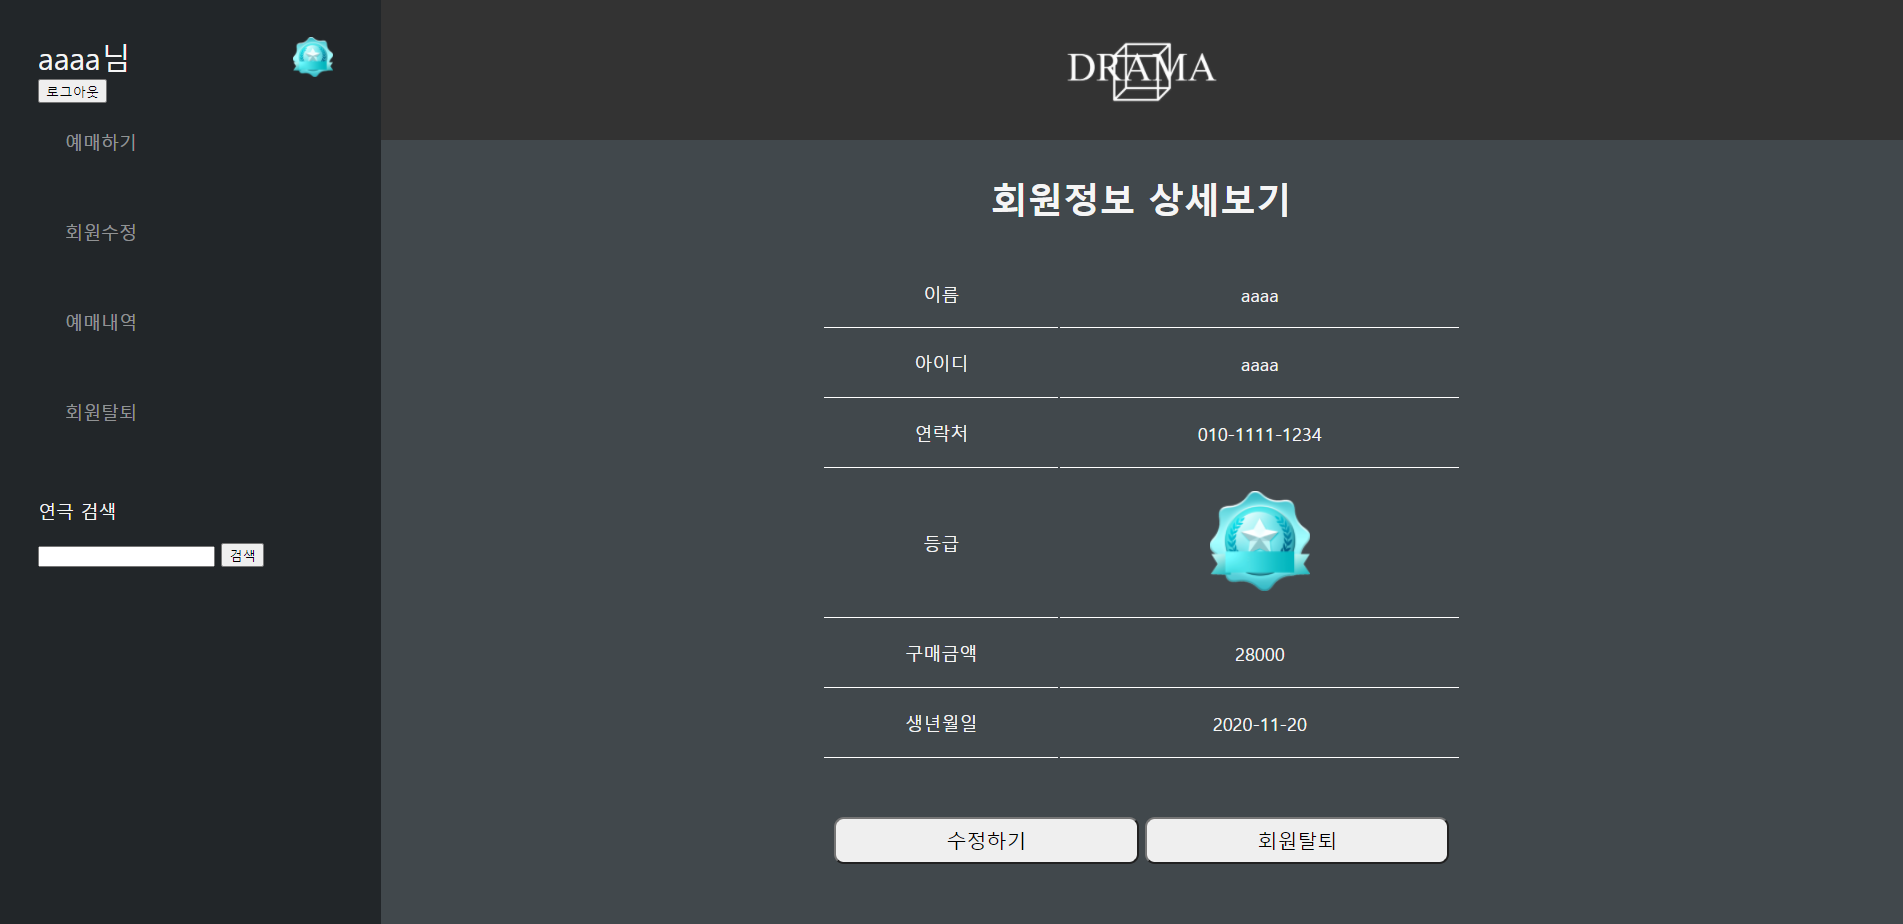 aaaa님
로그아웃
예매하기
회원수정
예매내역
회원탈퇴
연극 검색
검색
DRAMA
회원정보 상세보기
이름 aaaa
아이디 aaaa
연락처 010-1111-1234
등급
구매금액 28000
생년월일 2020-11-20
수정하기 회원탈퇴